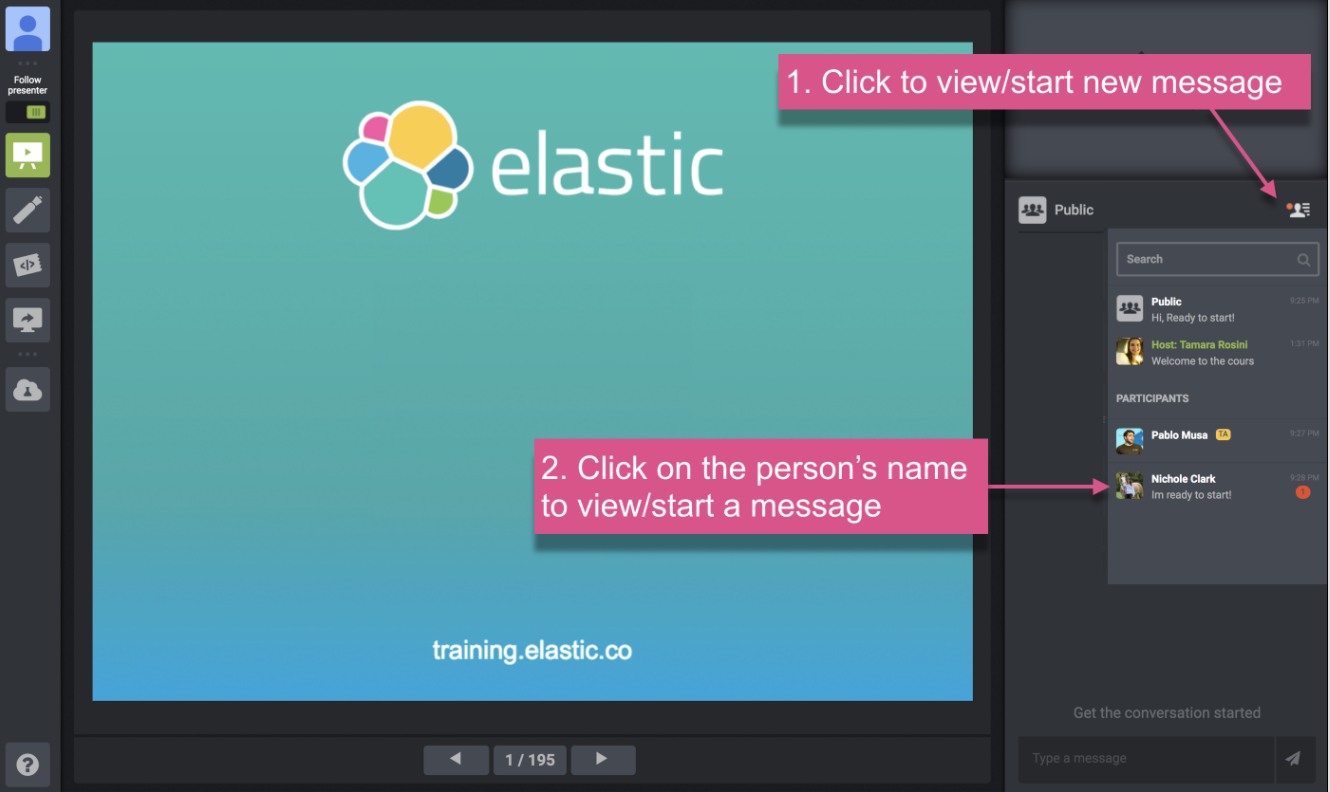 Follow
presenter
elastic
training.elastic.co
1 / 195
1. Click to view/start new message
Public
Search
Public 9:25 PM
Hi, Ready to start!
Host: Tamara Rosini 1:31 PM
Welcome to the cours
PARTICIPANTS
Pablo Musa TA 9:27 PM
2. Click on the person’s name
to view/start a message
Nichole Clark 9:28 PM
Im ready to start! 1
Get the conversation started
Type a message